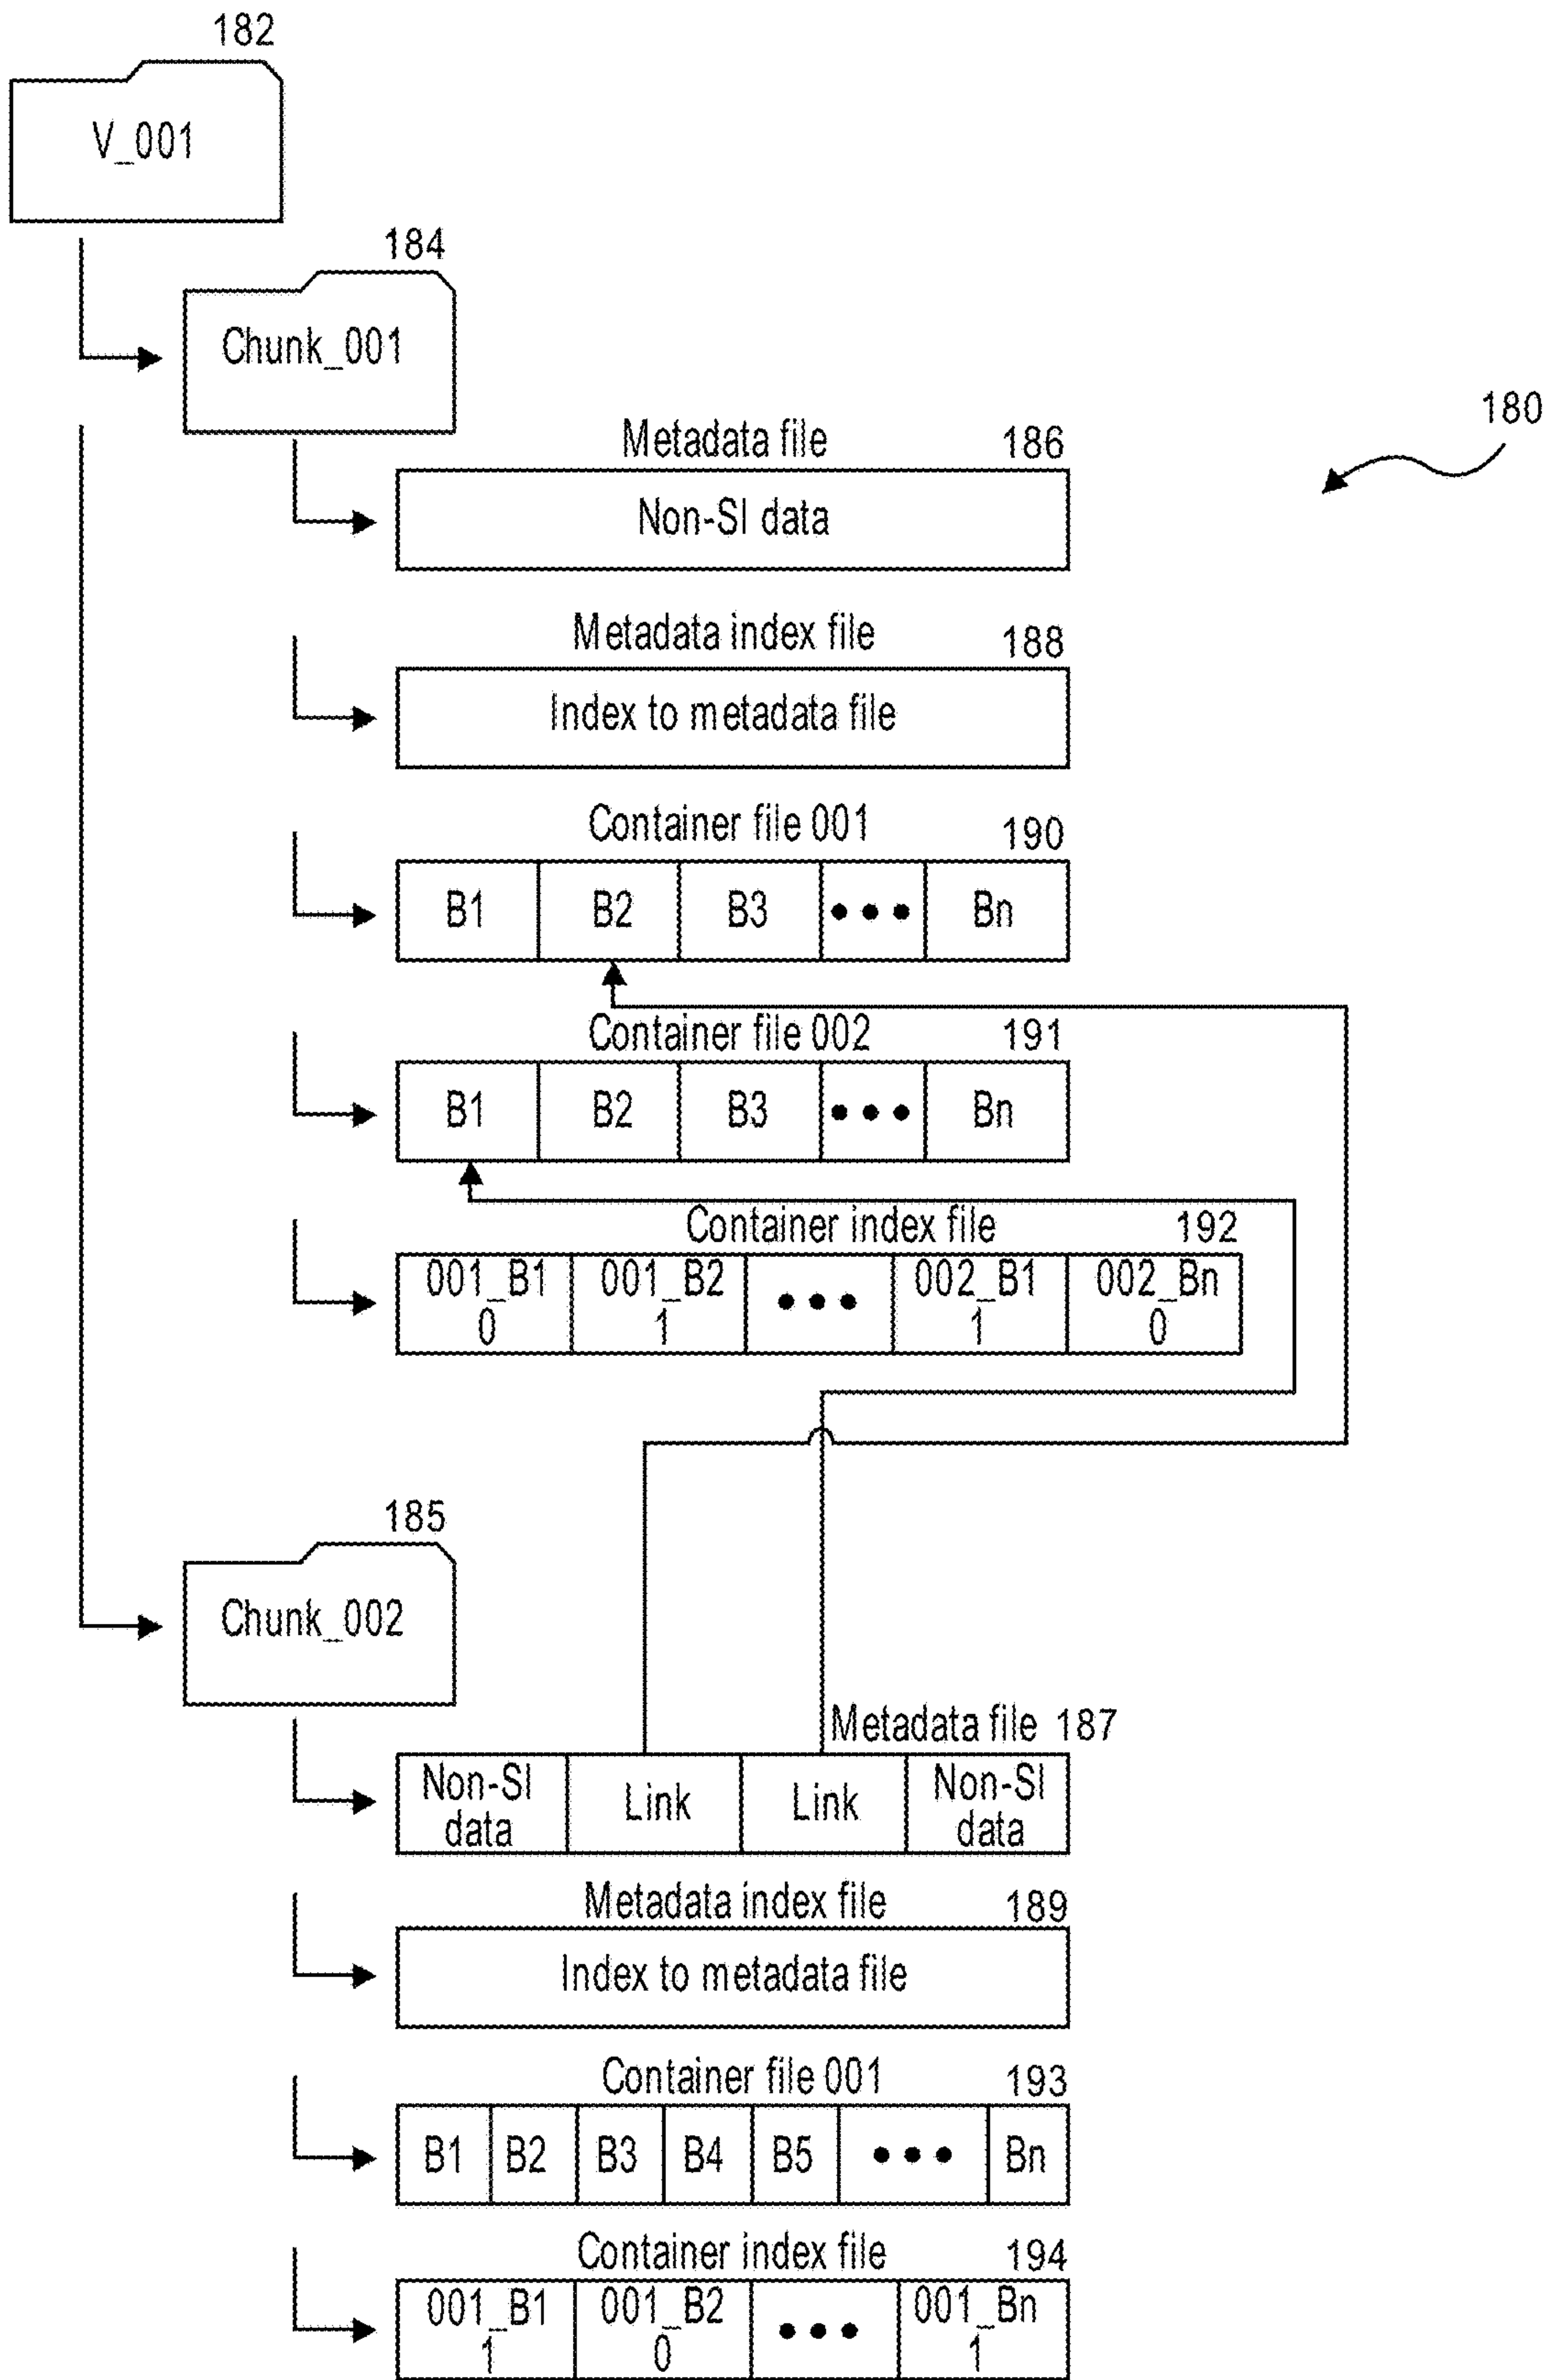 182
V_001
184
Chunk_001
180
Metadata file 186
Non-SI data
Metadata index file 188
Index to metadata file
Container file 001 190
B1 B2 B3 ••• Bn
Container file 002 191
B1 B2 B3 ••• Bn
Container index file 192
001_B1 001_B2 ••• 002_B1 002_Bn
0 1 1 0
185
Chunk_002
Metadata file 187
Non-SI Link Link Non-SI
data data
Metadata index file 189
Index to metadata file
Container file 001 193
B1 B2 B3 B4 B5 ••• Bn
Container index file 194
001_B1 001_B2 ••• 001_Bn
1 0 1